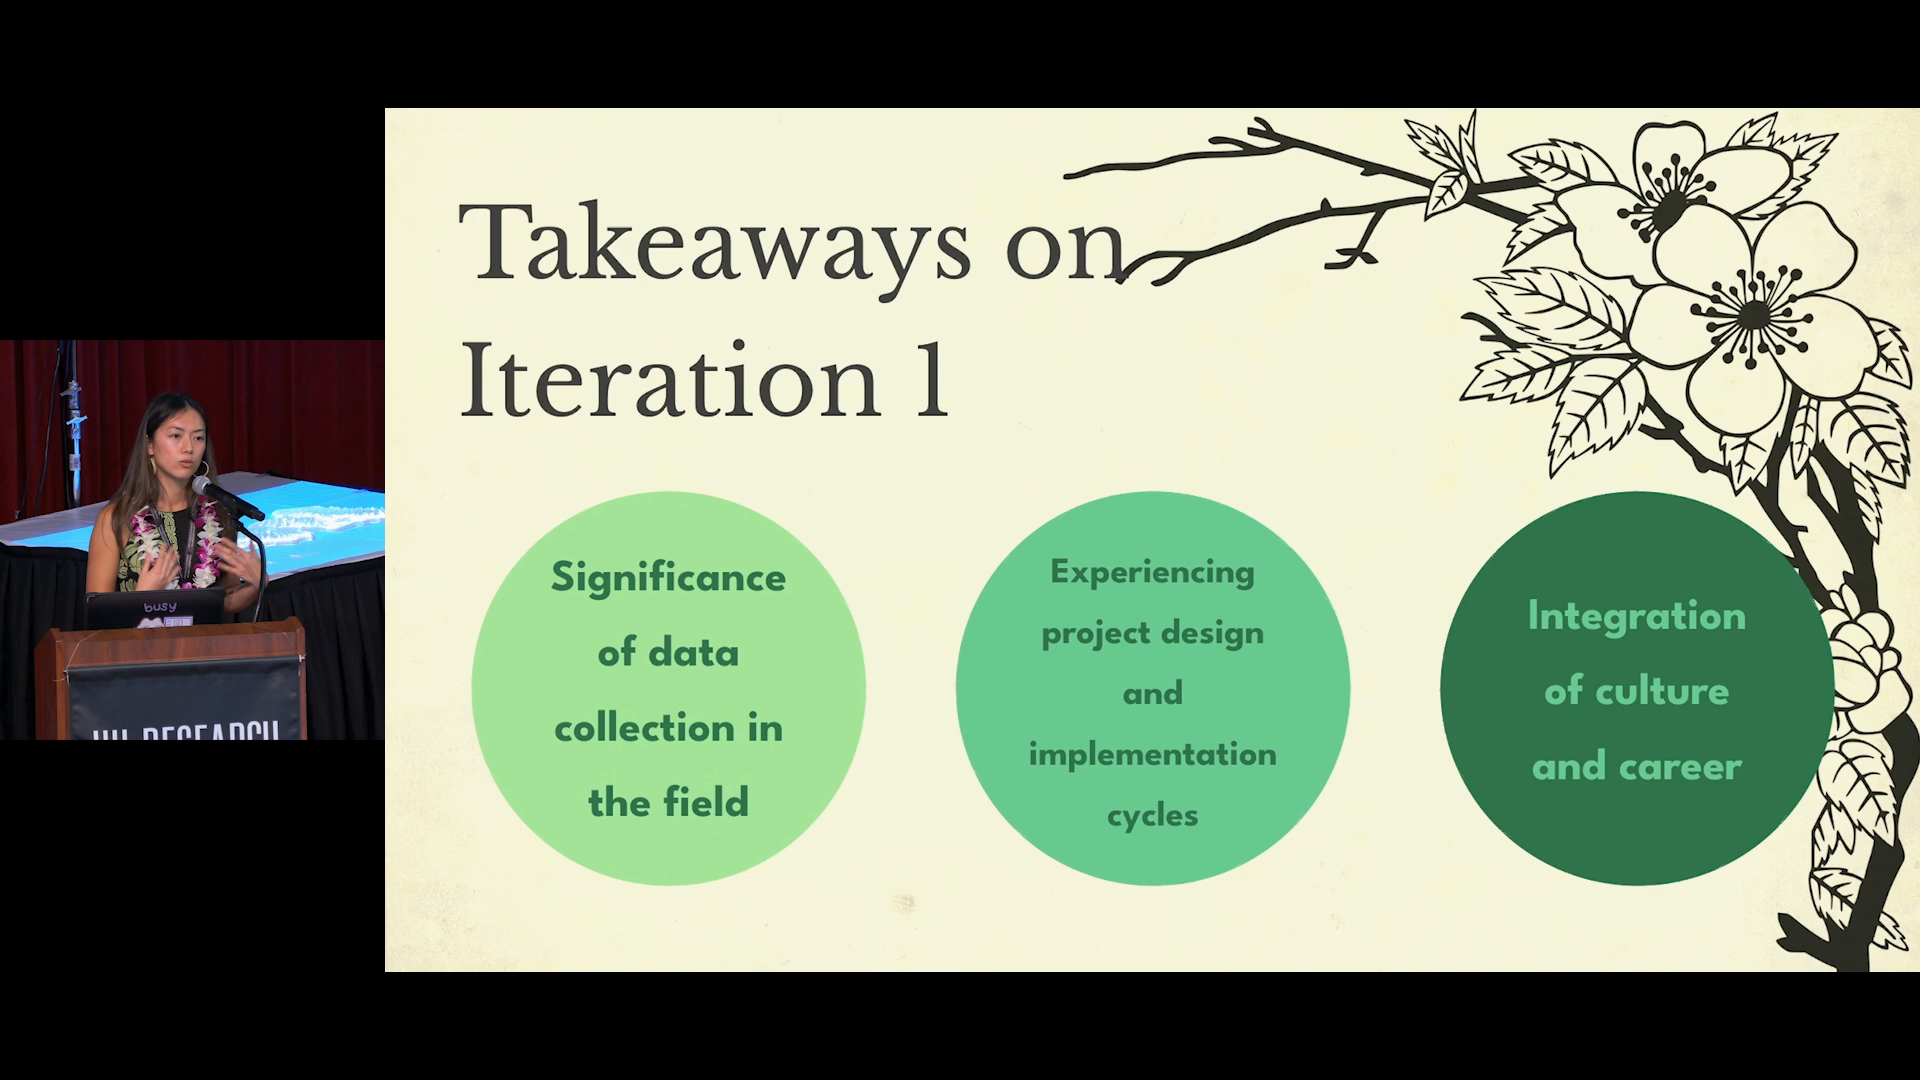 Takeaways on
Iteration 1
Significance
of data
collection in
the field
Experiencing
project design
and
implementation
cycles
Integration
of culture
and career
busy
RESEARCH